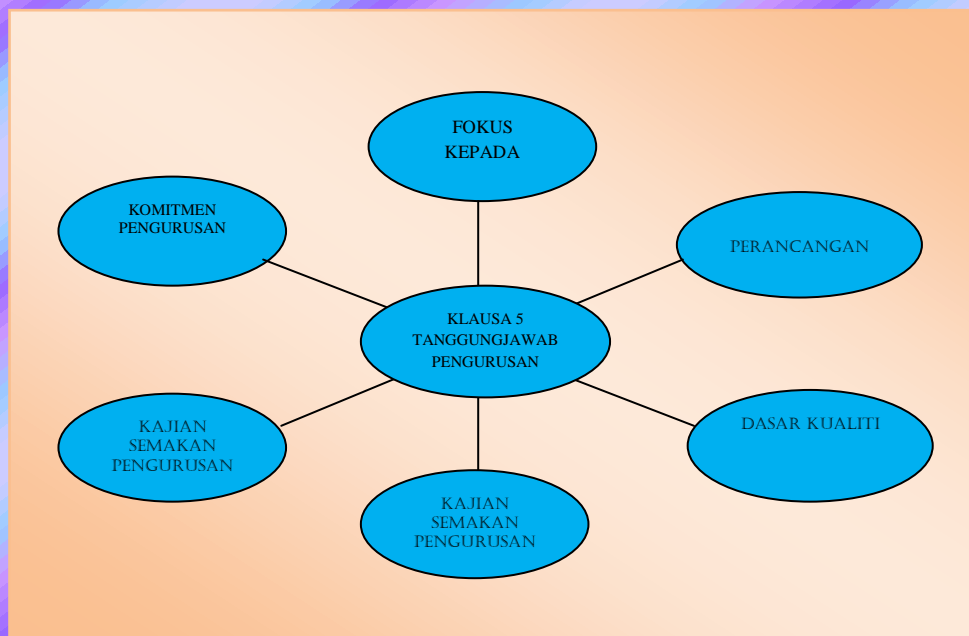 FOKUS
KEPADA
KOMITMEN
PENGURUSAN
PERANCANGAN
KLAUSA 5
TANGGUNGJAWAB
PENGURUSAN
KAJIAN
SEMAKAN
PENGURUSAN
DASAR KUALITI
KAJIAN
SEMAKAN
PENGURUSAN